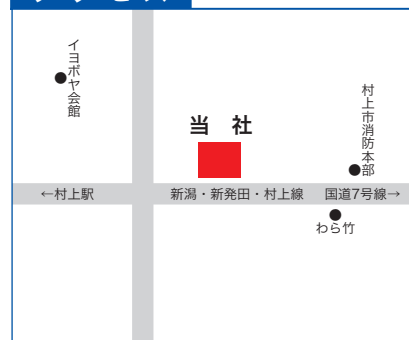 イヨボヤ会館
当 社
村上市消防本部
←村上駅
新潟・新発田・村上線
国道7号線→
わら竹